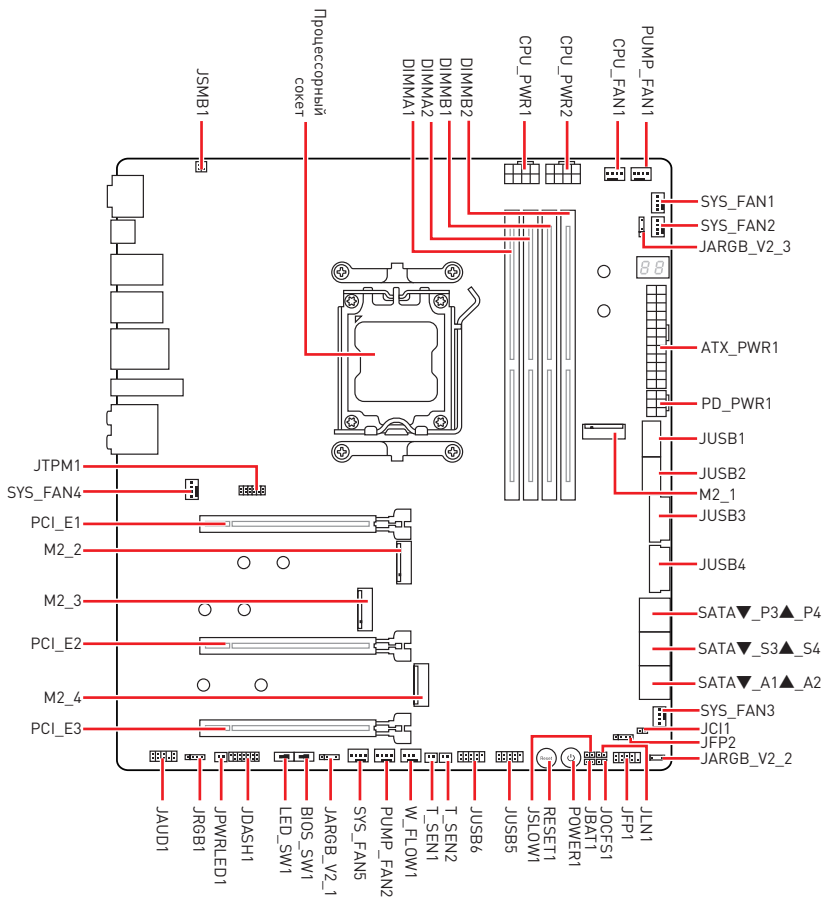 JSMB1
Процессорный
сокет
DIMMA1
DIMMA2
DIMMB1
DIMMB2
CPU_PWR1
CPU_PWR2
CPU_FAN1
PUMP_FAN1
SYS_FAN1
SYS_FAN2
JARGB_V2_3
88
ATX_PWR1
PD_PWR1
JUSB1
JUSB2
M2_1
JUSB3
JUSB4
SATA▼_P3▲_P4
SATA▼_S3▲_S4
SATA▼_A1▲_A2
SYS_FAN3
JCI1
JFP2
JARGB_V2_2
JTPM1
SYS_FAN4
PCI_E1
M2_2
M2_3
PCI_E2
M2_4
PCI_E3
Reset
JAUD1
JRGB1
JPWRLED1
JDASH1
LED_SW1
BIOS_SW1
JARGB_V2_1
SYS_FAN5
PUMP_FAN2
W_FLOW1
T_SEN1
T_SEN2
JUSB6
JUSB5
JSLOW1
RESET1
POWER1
JBAT1
JOCFS1
JFP1
JLN1